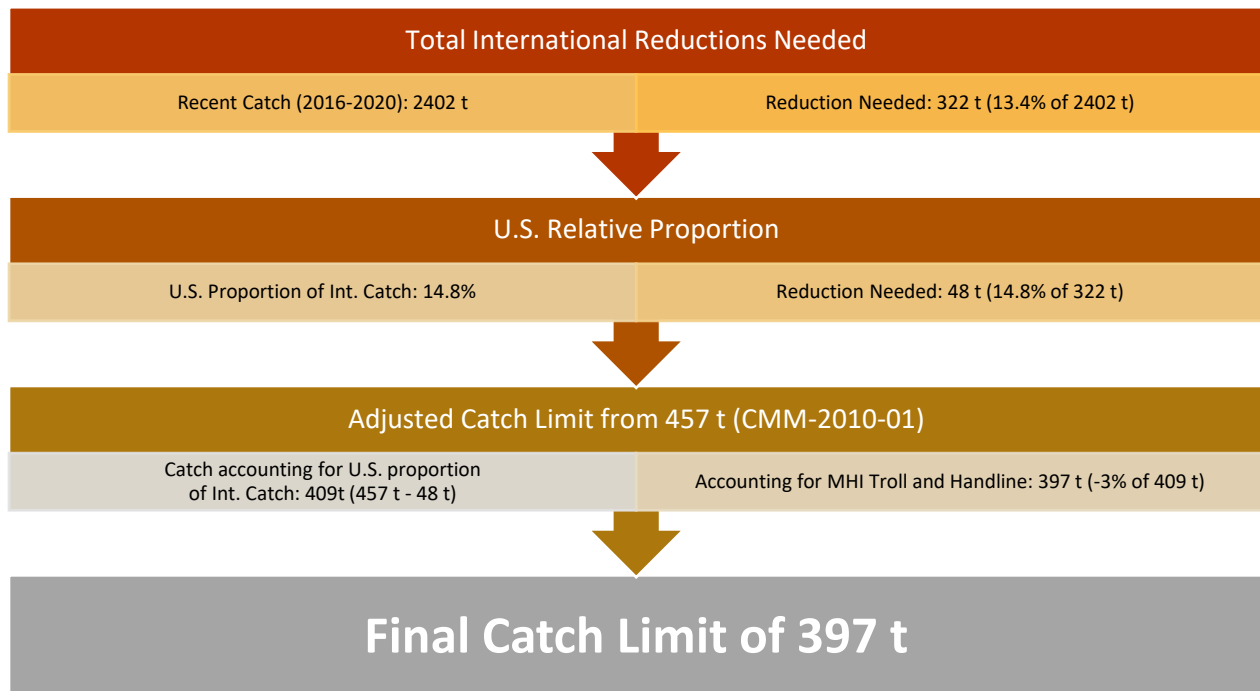 Total International Reductions Needed
Recent Catch (2016-2020): 2402 t
Reduction Needed: 322 t (13.4% of 2402 t)
U.S. Relative Proportion
U.S. Proportion of Int. Catch: 14.8%
Reduction Needed: 48 t (14.8% of 322 t)
Adjusted Catch Limit from 457 t (CMM-2010-01)
Catch accounting for U.S. proportion
of Int. Catch: 409t (457 t - 48 t)
Accounting for MHI Troll and Handline: 397 t (-3% of 409 t)
Final Catch Limit of 397 t